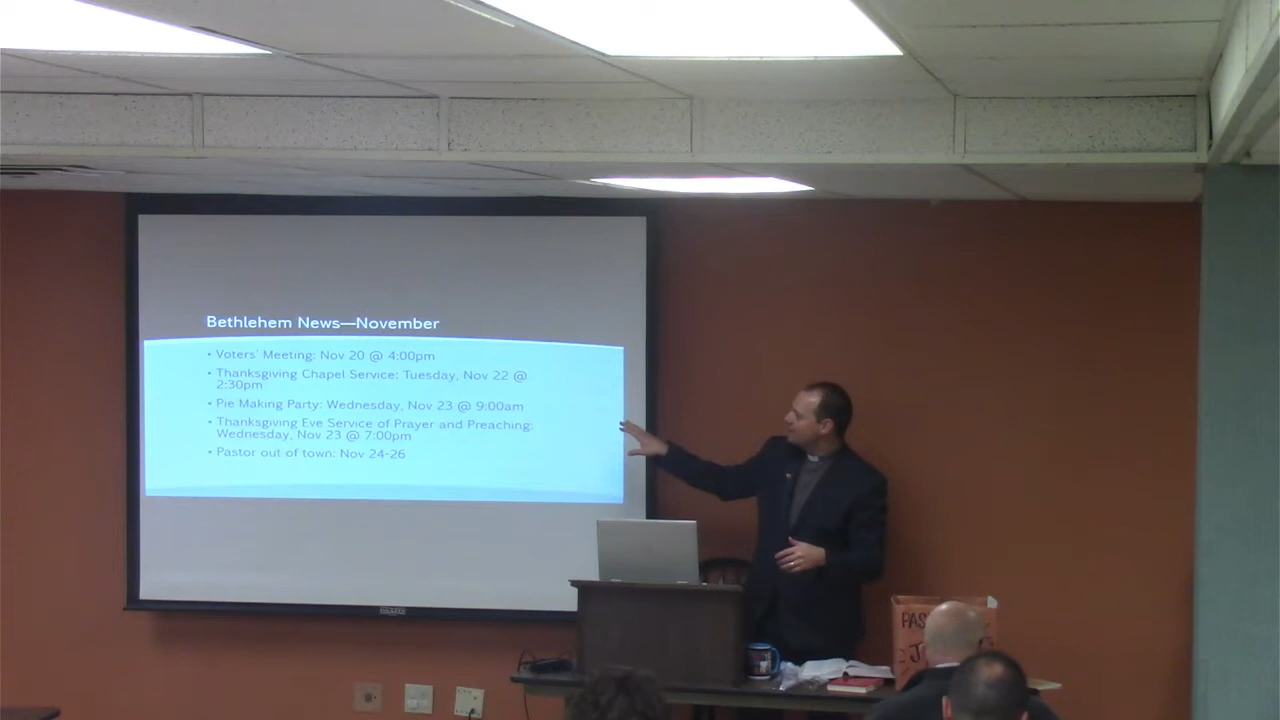 Bethlehem News—November
• Voters' Meeting: Nov 20 @ 4:00pm
• Thanksgiving Chapel Service: Tuesday, Nov 22 @
2:30pm
• Pie Making Party: Wednesday, Nov 23 @ 9:00am
• Thanksgiving Eve Service of Prayer and Preaching:
Wednesday, Nov 23 @ 7:00pm
• Pastor out of town: Nov 24-26